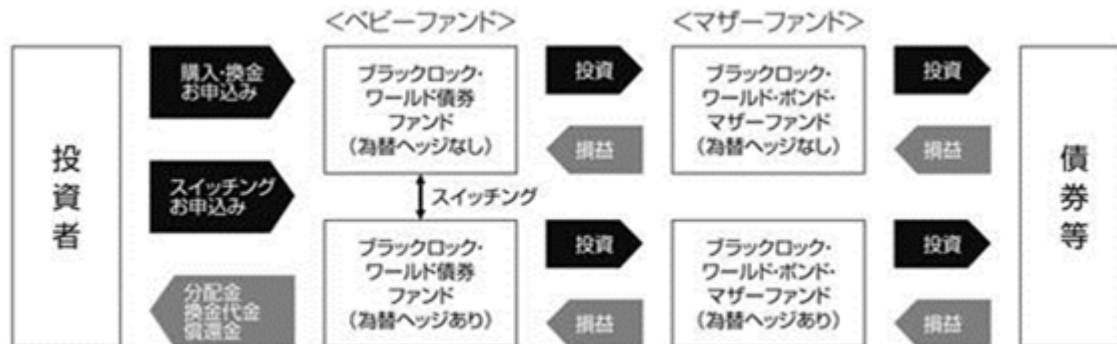 <ベビーファンド>
<マザーファンド>
投資者
購入・換金
お申込み
スイッチング
お申込み
分配金
換金代金
償還金
ブラックロック・
ワールド債券
ファンド
(為替ヘッジなし)
スイッチング
ブラックロック・
ワールド債券
ファンド
(為替ヘッジあり)
投資
損益
投資
損益
ブラックロック・
ワールド・ボンド・
マザーファンド
(為替ヘッジなし)
ブラックロック・
ワールド・ボンド・
マザーファンド
(為替ヘッジあり)
投資
損益
投資
損益
債券等